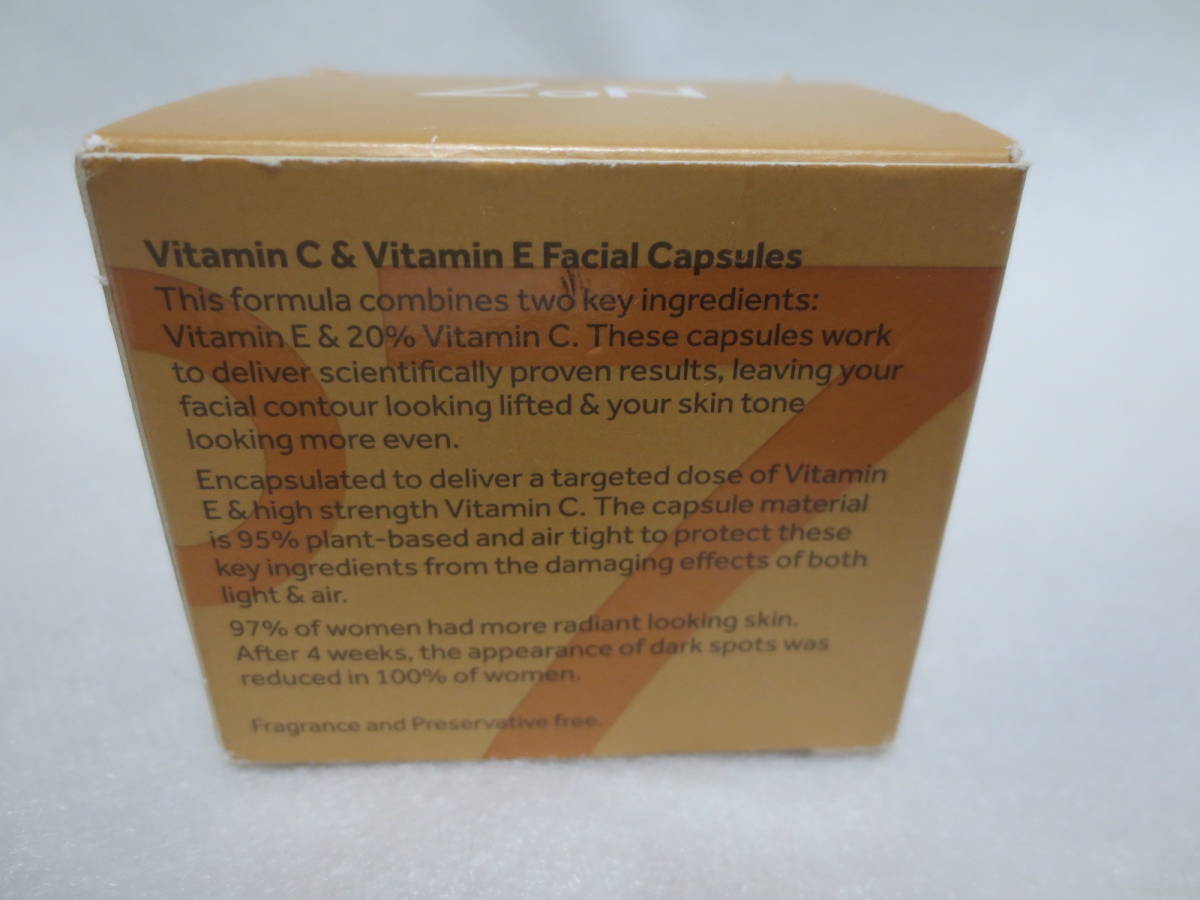 No7
Vitamin C & Vitamin E Facial Capsules
This formula combines two key ingredients:
Vitamin E & 20% Vitamin C. These capsules work
to deliver scientifically proven results, leaving your
facial contour looking lifted & your skin tone
looking more even.
Encapsulated to deliver a targeted dose of Vitamin
E & high strength Vitamin C. The capsule material
is 95% plant-based and air tight to protect these
key ingredients from the damaging effects of both
light & air.
97% of women had more radiant looking skin.
After 4 weeks, the appearance of dark spots was
reduced in 100% of women.
Fragrance and Preservative free.